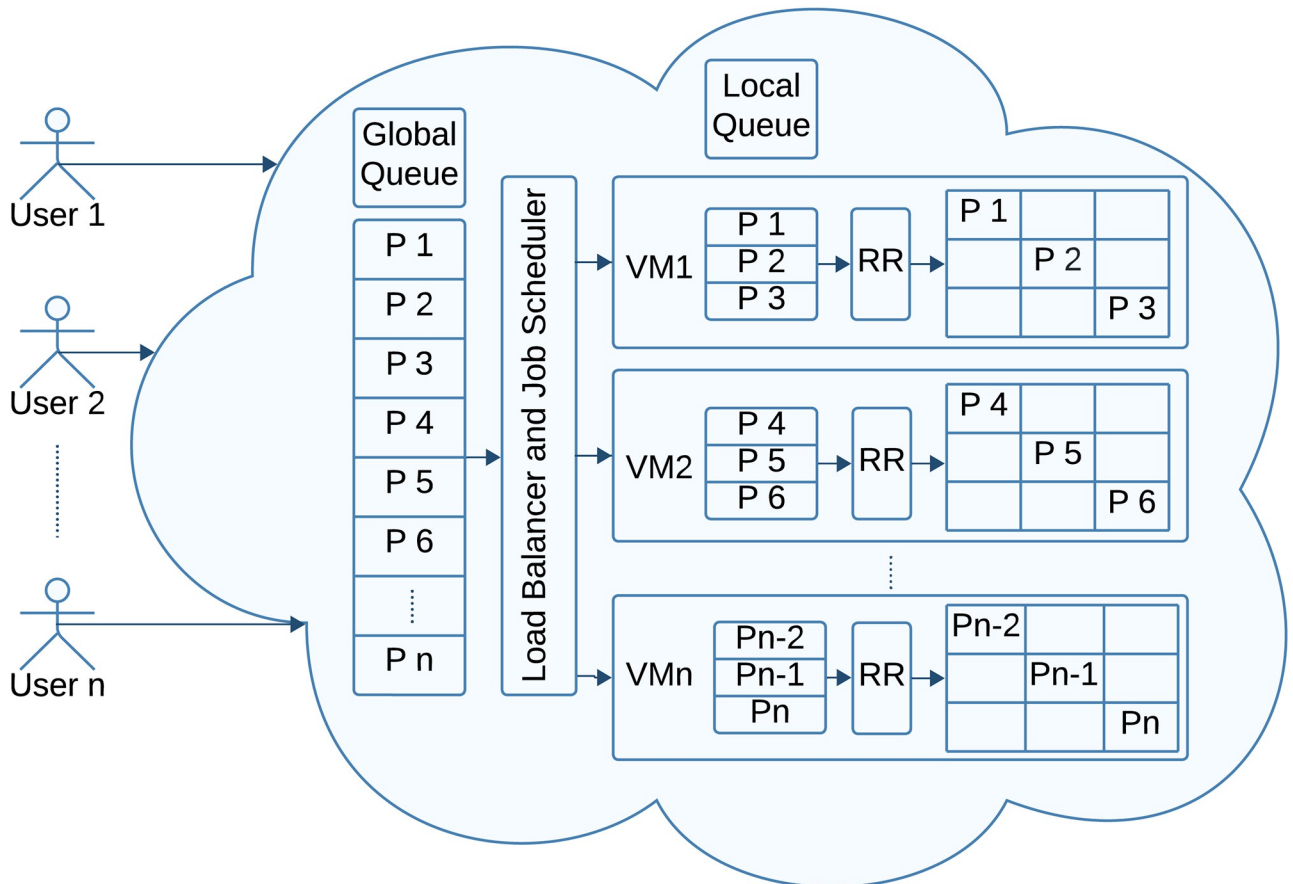 User 1
User 2
User n
Global
Queue
P 1
P 2
P 3
P 4
P 5
P 6
P n
Load Balancer and Job Scheduler
Local
Queue
VM1
P 1
P 2
P 3
RR
P 1
P 2
P 3
VM2
P 4
P 5
P 6
RR
P 4
P 5
P 6
VMn
Pn-2
Pn-1
Pn
RR
Pn-2
Pn-1
Pn